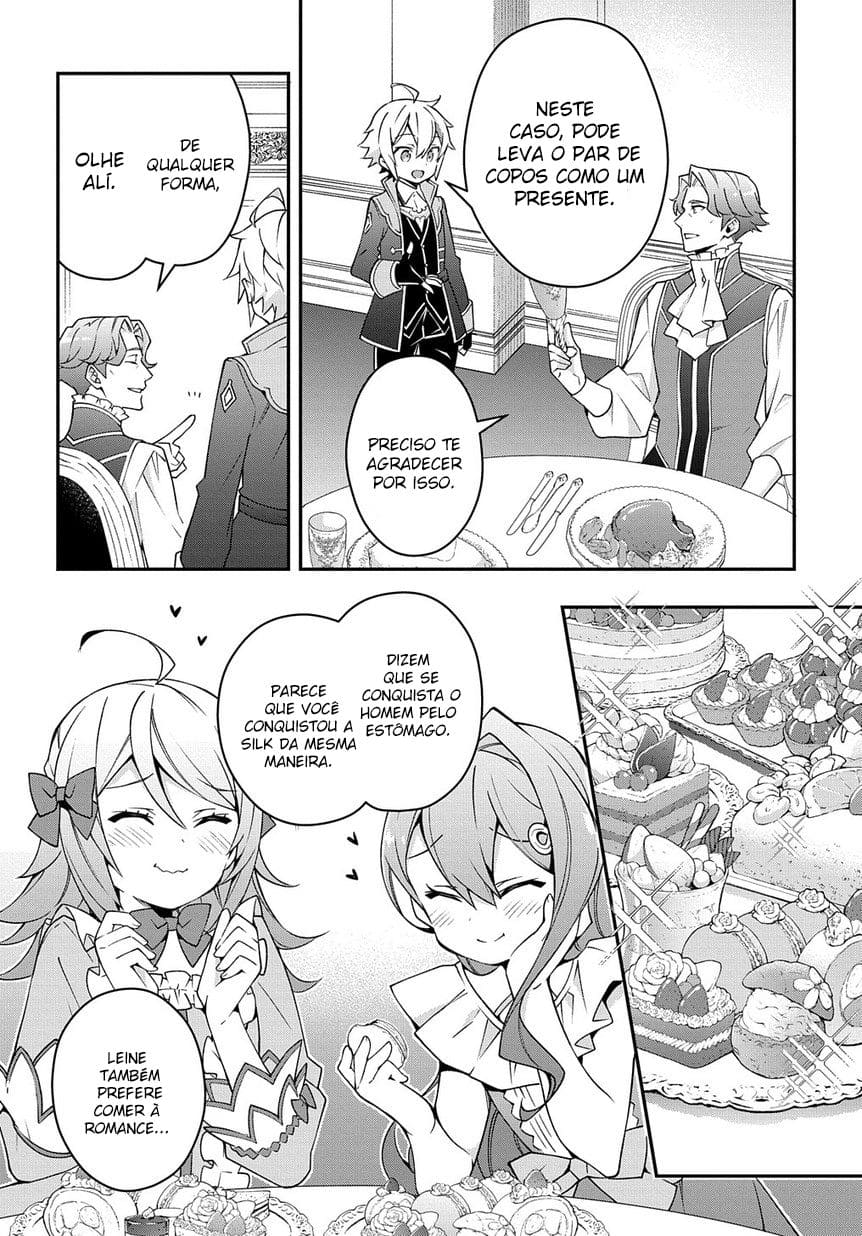 NESTE
CASO, PODE
LEVA O PAR DE
COPOS COMO UM
PRESENTE.
PRECISO TE
AGRADECER
POR ISSO.
DE
QUALQUER
FORMA,
OLHE
ALÍ.
DIZEM
QUE SE
CONQUISTA O
HOMEM PELO
ESTÔMAGO.
PARECE
QUE VOCÊ
CONQUISTOU A
SILK DA MESMA
MANEIRA.
LEINE
TAMBÉM
PREFERE
COMER À
ROMANCE...